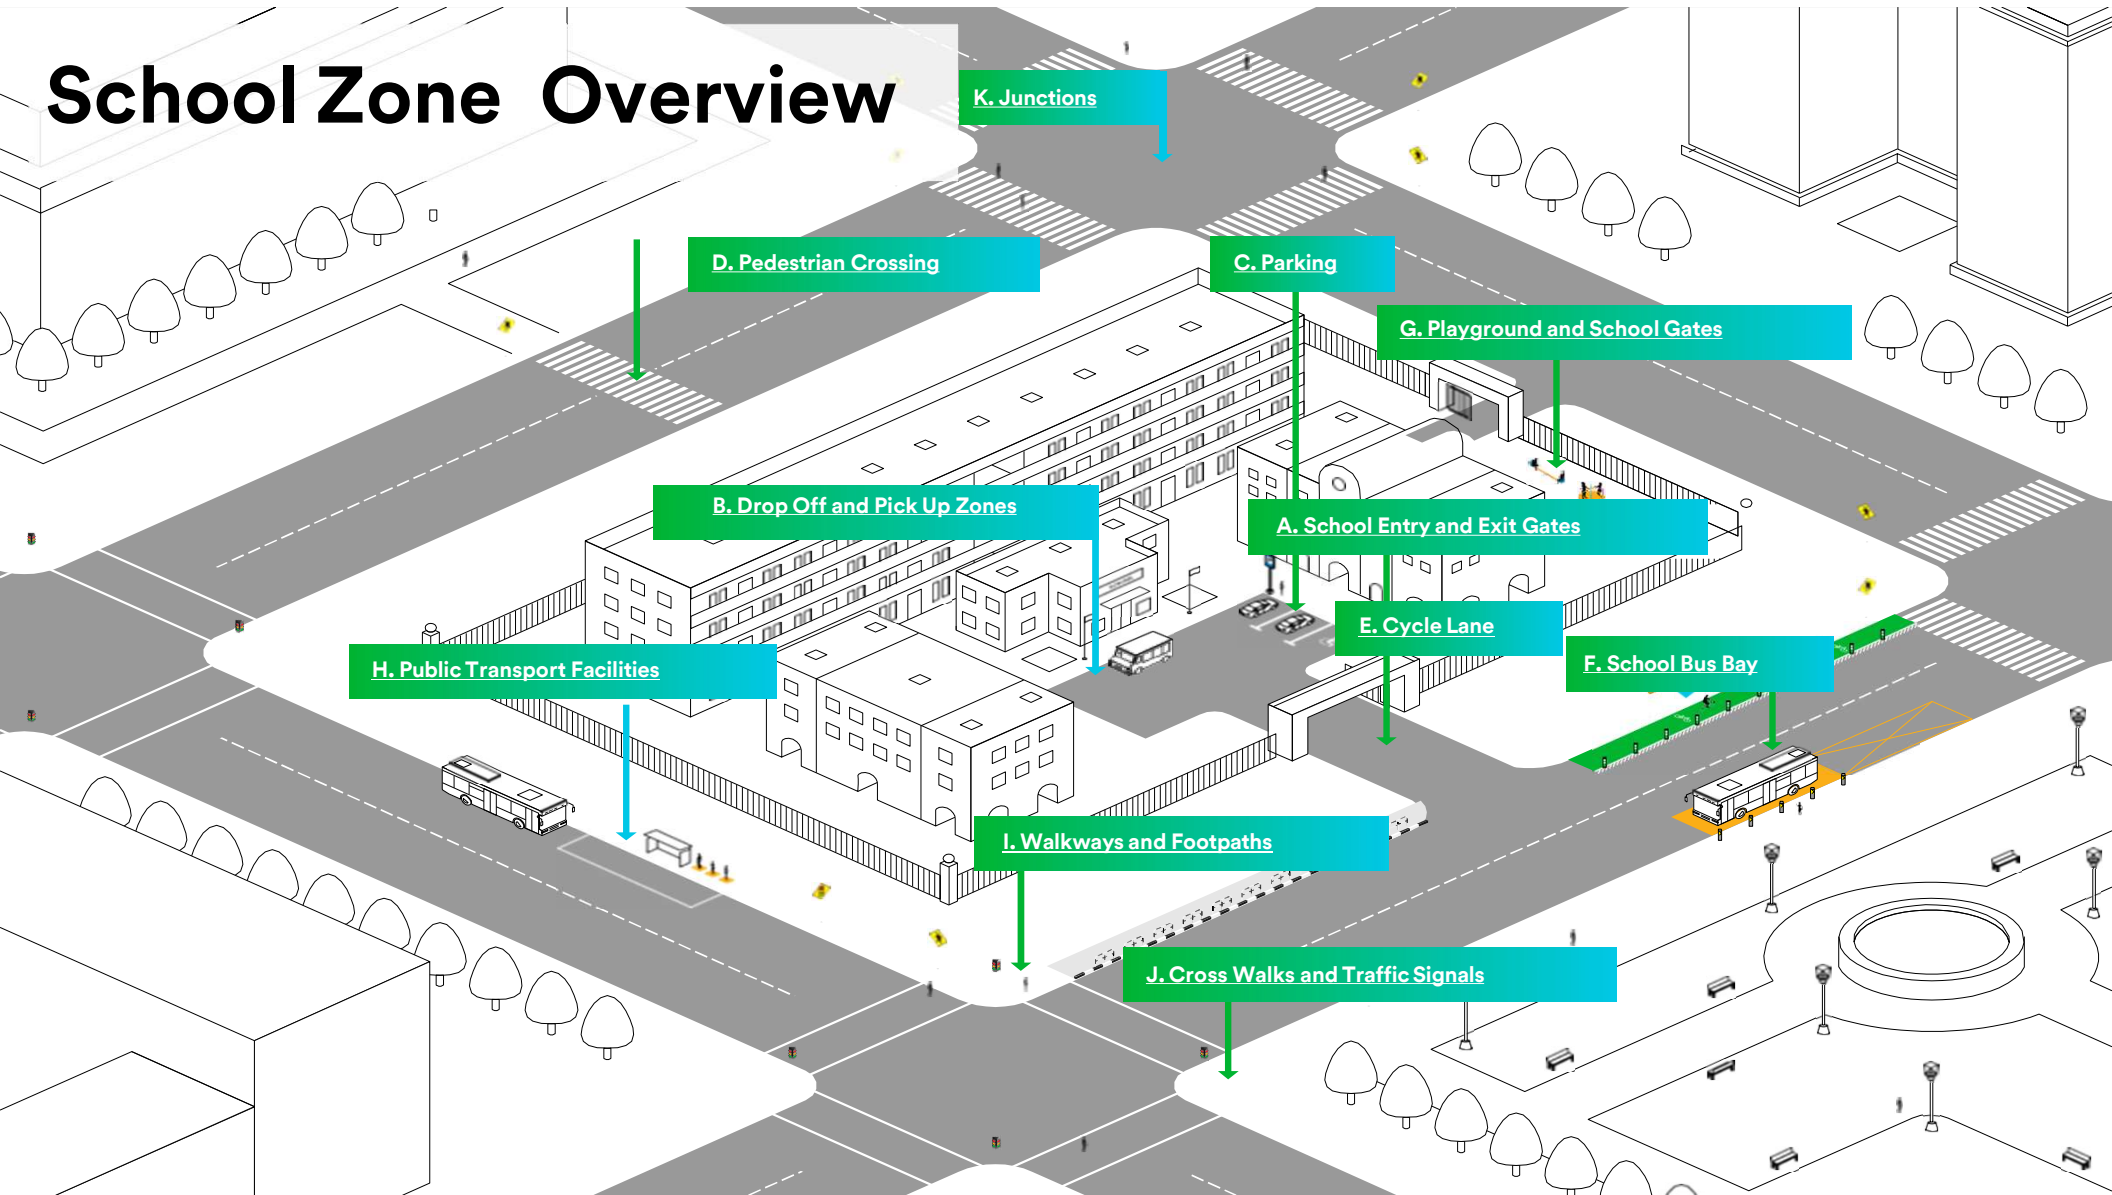 School Zone Overview
K. Junctions
D. Pedestrian Crossing
C. Parking
G. Playground and School Gates
B. Drop Off and Pick Up Zones
A. School Entry and Exit Gates
E. Cycle Lane
F. School Bus Bay
H. Public Transport Facilities
I. Walkways and Footpaths
J. Cross Walks and Traffic Signals